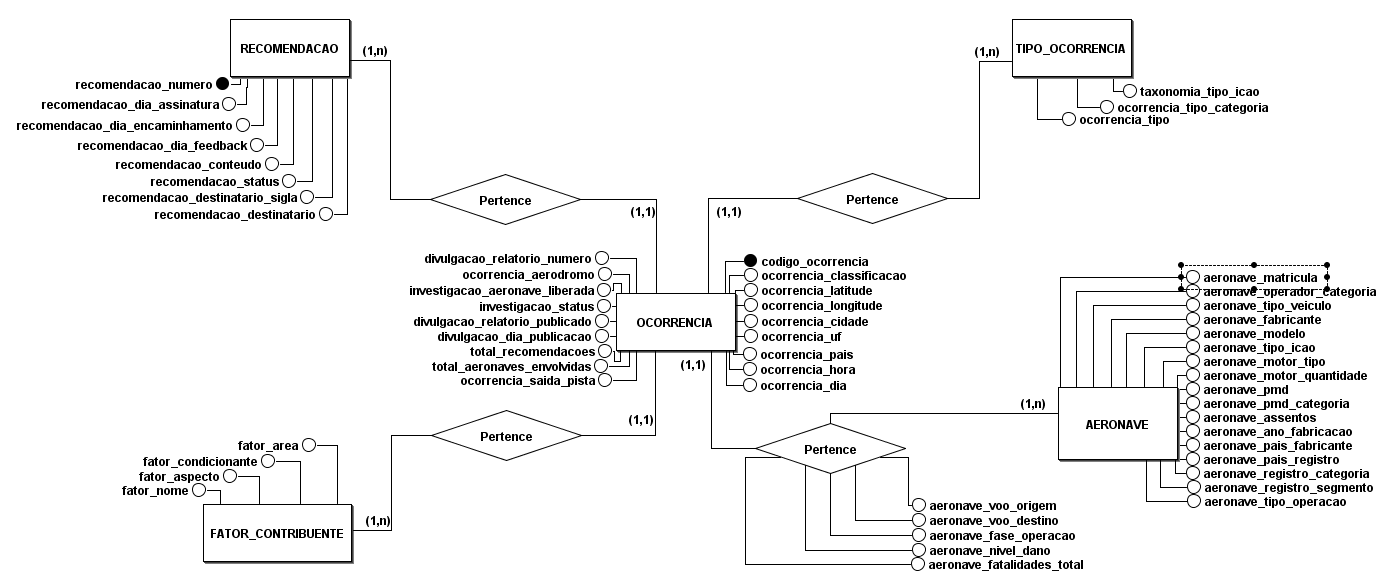 RECOMENDACAO
(1,n)
recomendacao_numero
recomendacao_dia_assinatura
recomendacao_dia_encaminhamento
recomendacao_dia_feedback
recomendacao_conteudo
recomendacao_status
recomendacao_destinatario_sigla
recomendacao_destinatario
Pertence
(1,1)
TIPO_OCORRENCIA
(1,n)
taxonomia_tipo_icao
ocorrencia_tipo_categoria
ocorrencia_tipo
Pertence
(1,1)
divulgacao_relatorio_numero
ocorrencia_aerodromo
investigacao_aeronave_liberada
investigacao_status
divulgacao_relatorio_publicado
divulgacao_dia_publicacao
total_recomendacoes
total_aeronaves_envolvidas
ocorrencia_saida_pista
OCORRENCIA
codigo_ocorrencia
ocorrencia_classificacao
ocorrencia_latitude
ocorrencia_longitude
ocorrencia_cidade
ocorrencia_uf
ocorrencia_pais
ocorrencia_hora
ocorrencia_dia
(1,1)
(1,1)
Pertence
fator_area
fator_condicionante
fator_aspecto
fator_nome
FATOR_CONTRIBUENTE
(1,n)
Pertence
(1,n)
aeronave_voo_origem
aeronave_voo_destino
aeronave_fase_operacao
aeronave_nivel_dano
aeronave_fatalidades_total
AERONAVE
aeronave_matricula
aeronave_operador_categoria
aeronave_tipo_veiculo
aeronave_fabricante
aeronave_modelo
aeronave_tipo_icao
aeronave_motor_tipo
aeronave_motor_quantidade
aeronave_pmd
aeronave_pmd_categoria
aeronave_assentos
aeronave_ano_fabricacao
aeronave_pais_fabricante
aeronave_pais_registro
aeronave_registro_categoria
aeronave_registro_segmento
aeronave_tipo_operacao